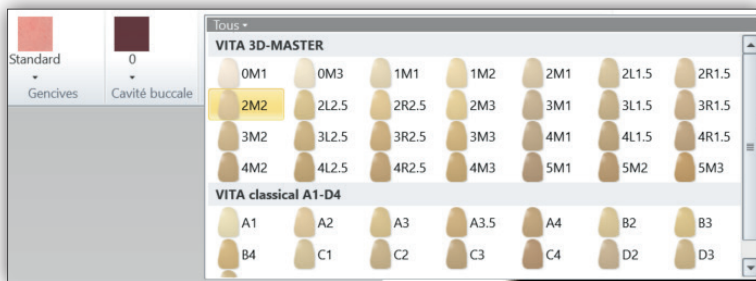 Tous
VITA 3D-MASTER
0M1 0M3 1M1 1M2 2M1 2L1.5 2R1.5
2M2 2L2.5 2R2.5 2M3 3M1 3L1.5 3R1.5
3M2 3L2.5 3R2.5 3M3 4M1 4L1.5 4R1.5
4M2 4L2.5 4R2.5 4M3 5M1 5M2 5M3
VITA classical A1-D4
A1 A2 A3 A3.5 A4 B2 B3
B4 C1 C2 C3 C4 D2 D3
Standard
Gencives
0
Cavité buccale